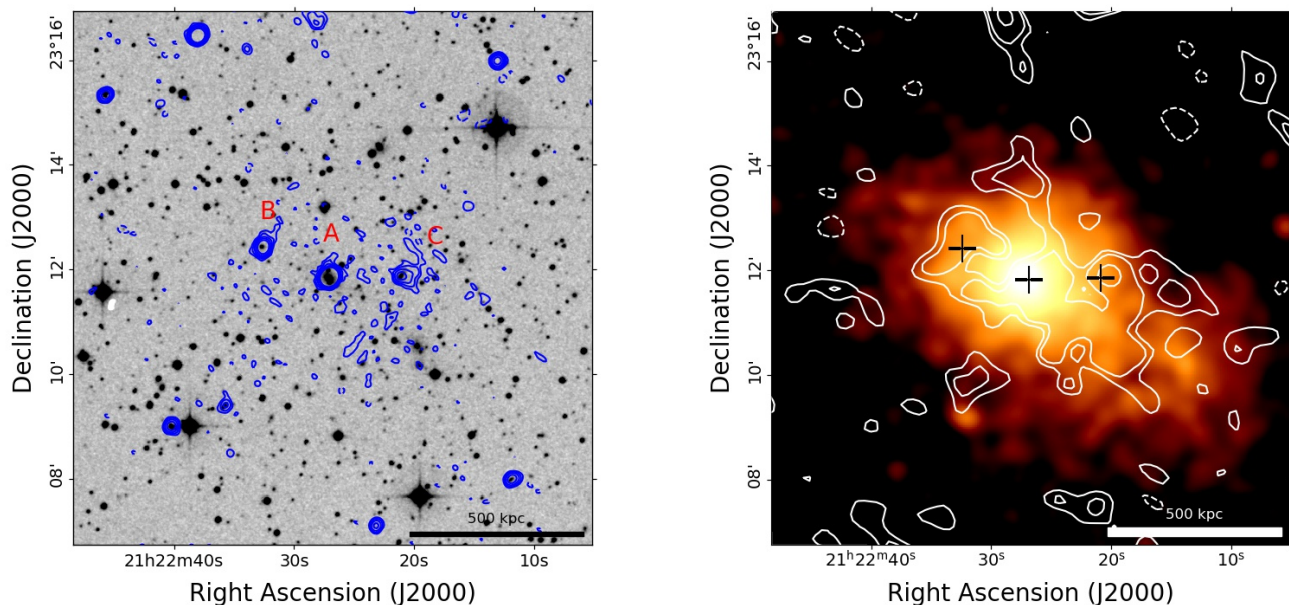 Declination (J2000)
23°16'
14'
12'
10'
08'
B
A
C
500 kpc
21ʰ22ᵐ40ˢ
30ˢ
20ˢ
10ˢ
Right Ascension (J2000)
Declination (J2000)
23°16'
14'
12'
10'
08'
500 kpc
21ʰ22ᵐ40ˢ
30ˢ
20ˢ
10ˢ
Right Ascension (J2000)